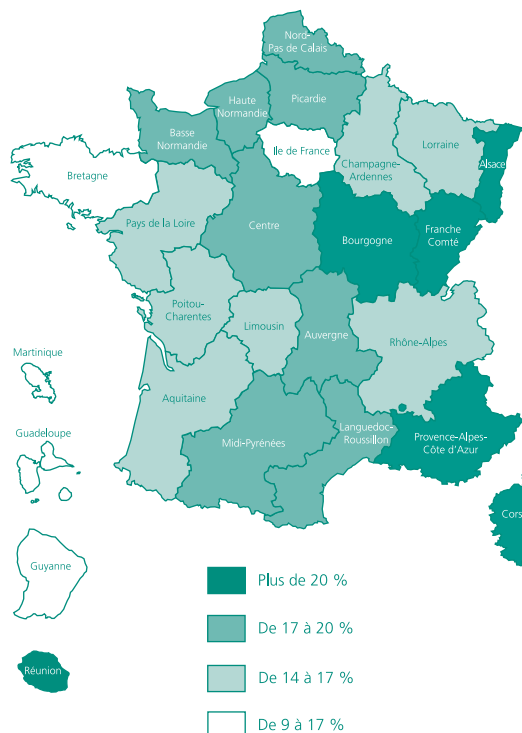 Nord-
Pas de Calais
Haute
Normandie
Picardie
Basse
Normandie
Ile de France
Champagne-
Ardennes
Lorraine
Alsace
Bretagne
Pays de la Loire
Centre
Bourgogne
Franche
Comté
Poitou-
Charentes
Limousin
Auvergne
Rhône-Alpes
Martinique
Aquitaine
Guadeloupe
Midi-Pyrénées
Languedoc-
Roussillon
Provence-Alpes-
Côte d'Azur
Cors
Guyanne
Réunion
Plus de 20 %
De 17 à 20 %
De 14 à 17 %
De 9 à 17 %